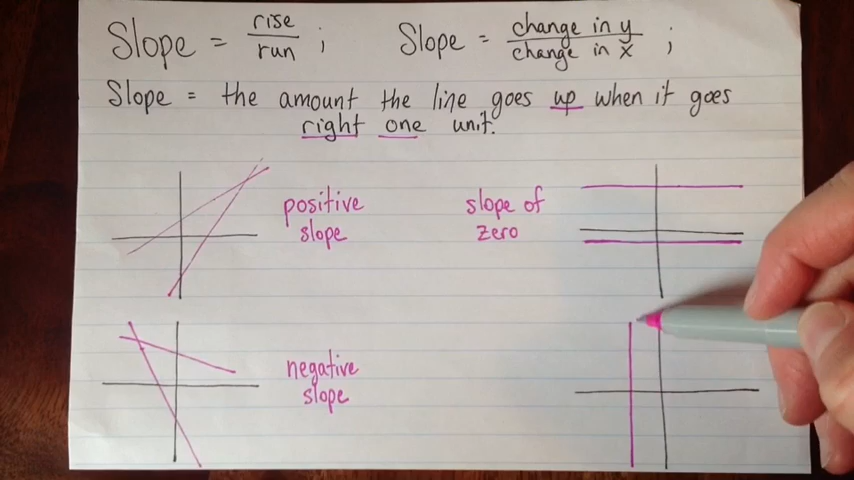 Slope = rise/run ; Slope = change in y/change in x ;
Slope = the amount the line goes up when it goes
right one unit.
positive
slope
slope of
zero
negative
slope